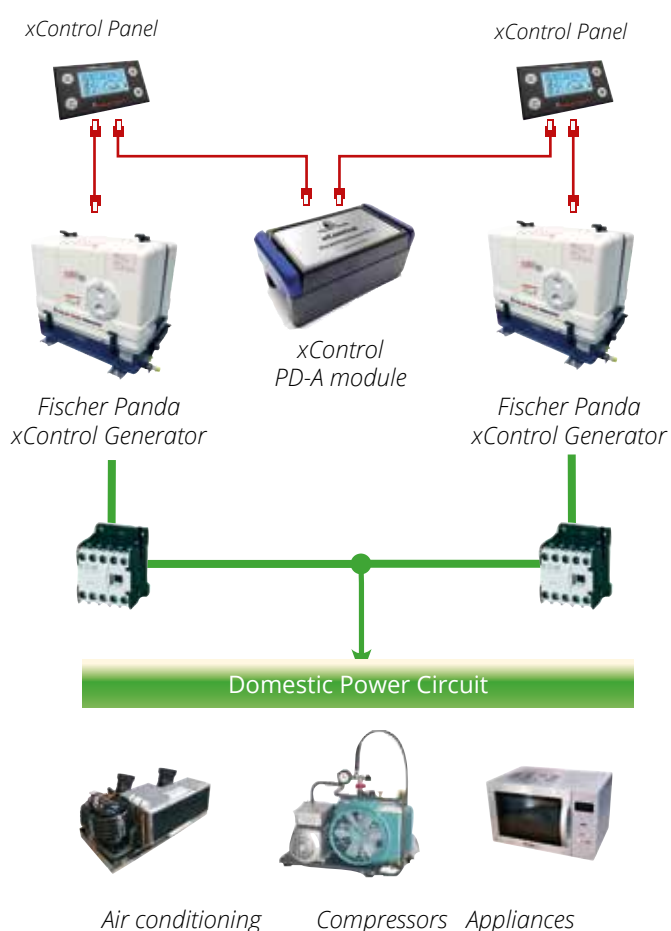 xControl Panel
xControl Panel
xControl
PD-A module
Fischer Panda
xControl Generator
Fischer Panda
xControl Generator
Domestic Power Circuit
Air conditioning
Compressors
Appliances